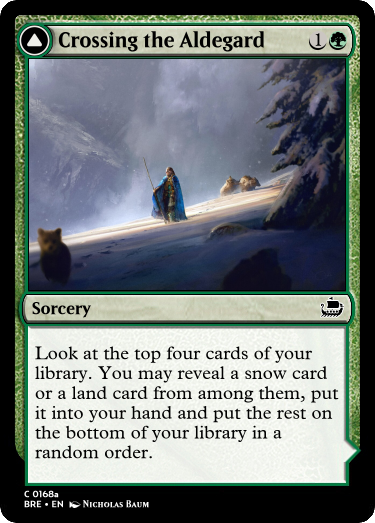 Crossing the Aldegard 1
Sorcery
Look at the top four cards of your
library. You may reveal a snow card
or a land card from among them, put
it into your hand and put the rest on
the bottom of your library in a
random order.
C 0168a
BRE • EN Nicholas Baum